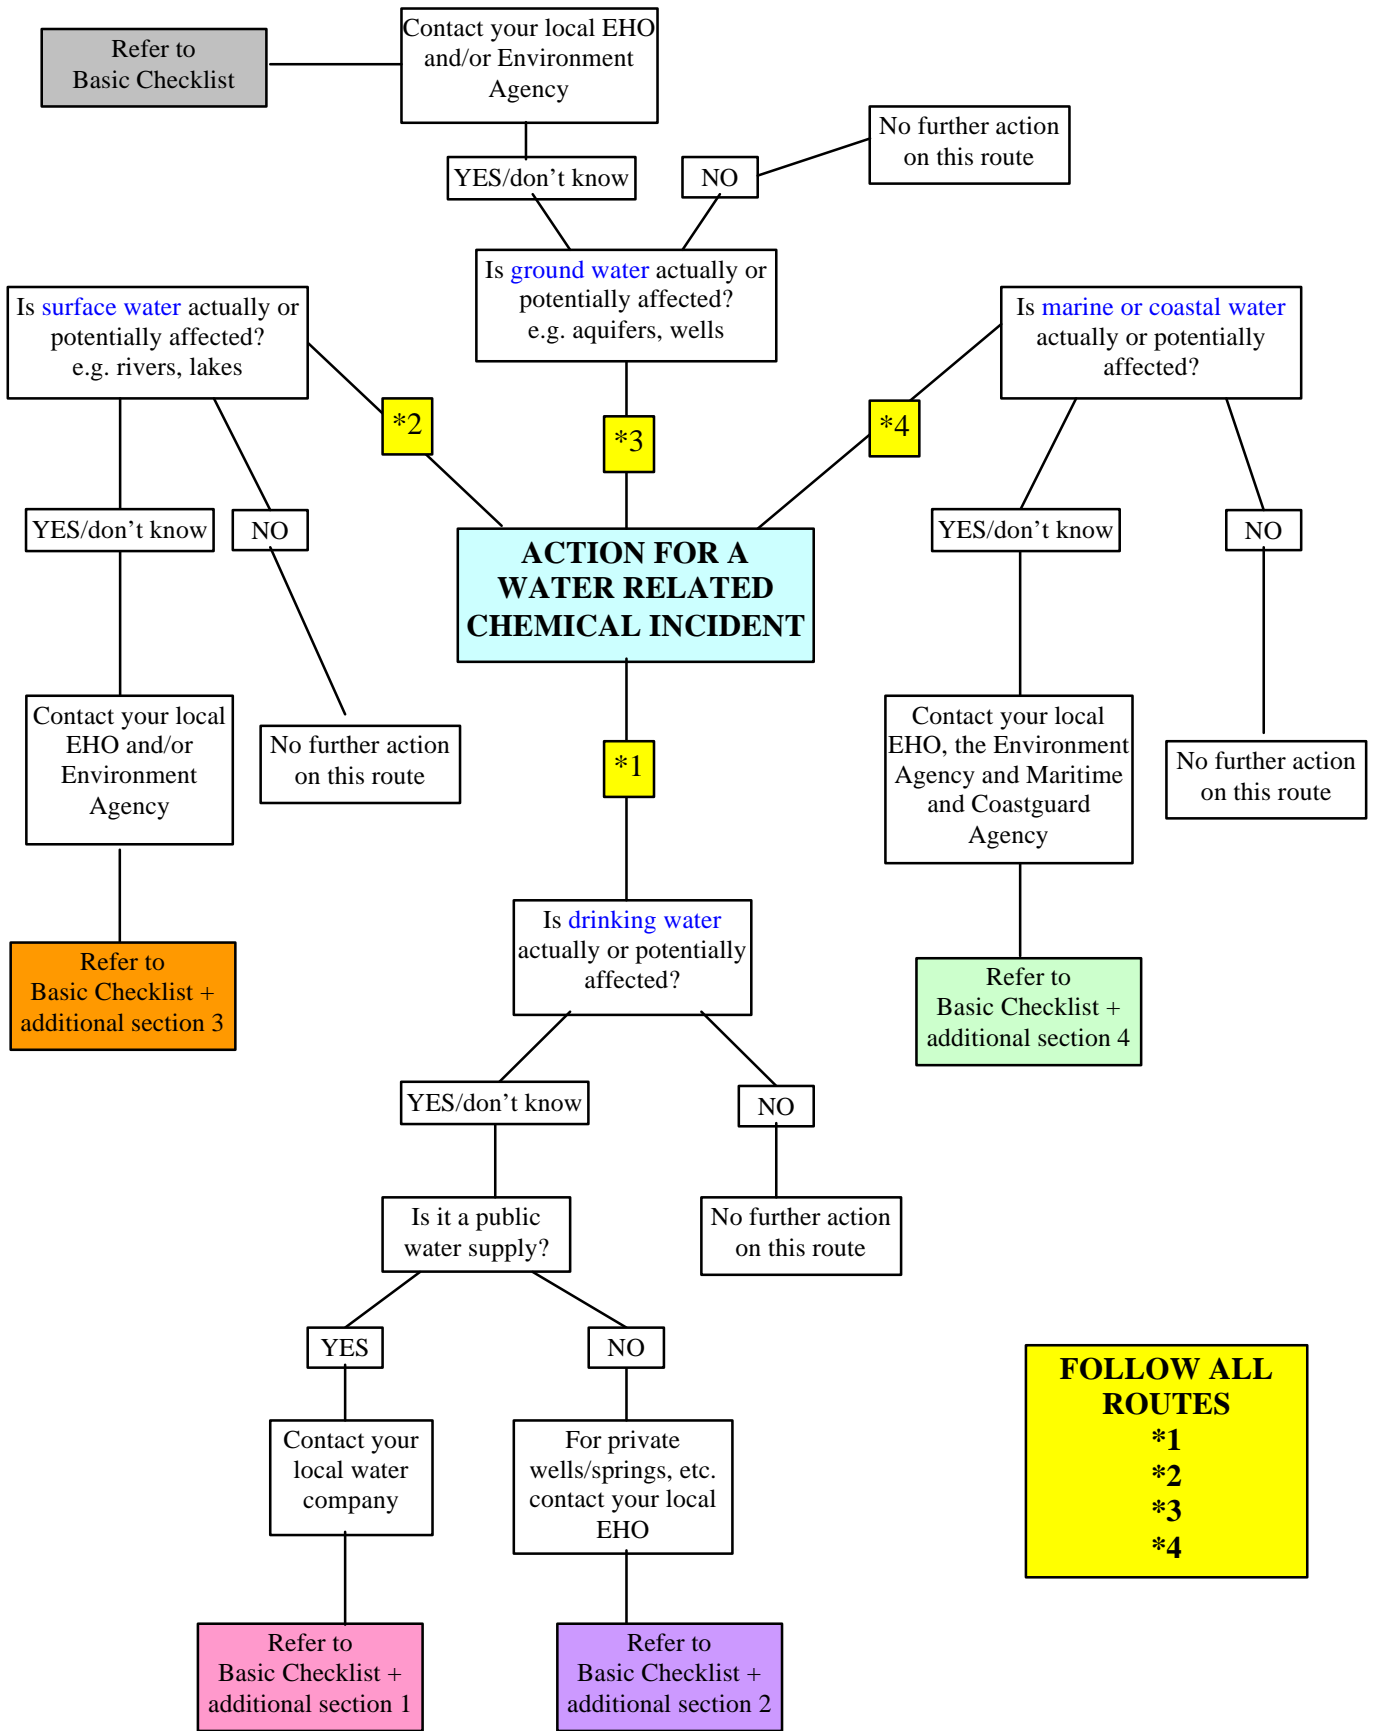 Refer to
Basic Checklist
Contact your local EHO
and/or Environment
Agency
No further action
on this route
YES/don’t know
NO
Is ground water actually or
potentially affected?
e.g. aquifers, wells
Is surface water actually or
potentially affected?
e.g. rivers, lakes
Is marine or coastal water
actually or potentially
affected?
*2
*3
*4
YES/don’t know
NO
ACTION FOR A
WATER RELATED
CHEMICAL INCIDENT
YES/don’t know
NO
Contact your local
EHO and/or
Environment
Agency
No further action
on this route
*1
Contact your local
EHO, the Environment
Agency and Maritime
and Coastguard
Agency
No further action
on this route
Is drinking water
actually or potentially
affected?
Refer to
Basic Checklist +
additional section 3
Refer to
Basic Checklist +
additional section 4
YES/don’t know
NO
Is it a public
water supply?
No further action
on this route
YES
NO
Contact your
local water
company
For private
wells/springs, etc.
contact your local
EHO
FOLLOW ALL
ROUTES
*1
*2
*3
*4
Refer to
Basic Checklist +
additional section 1
Refer to
Basic Checklist +
additional section 2